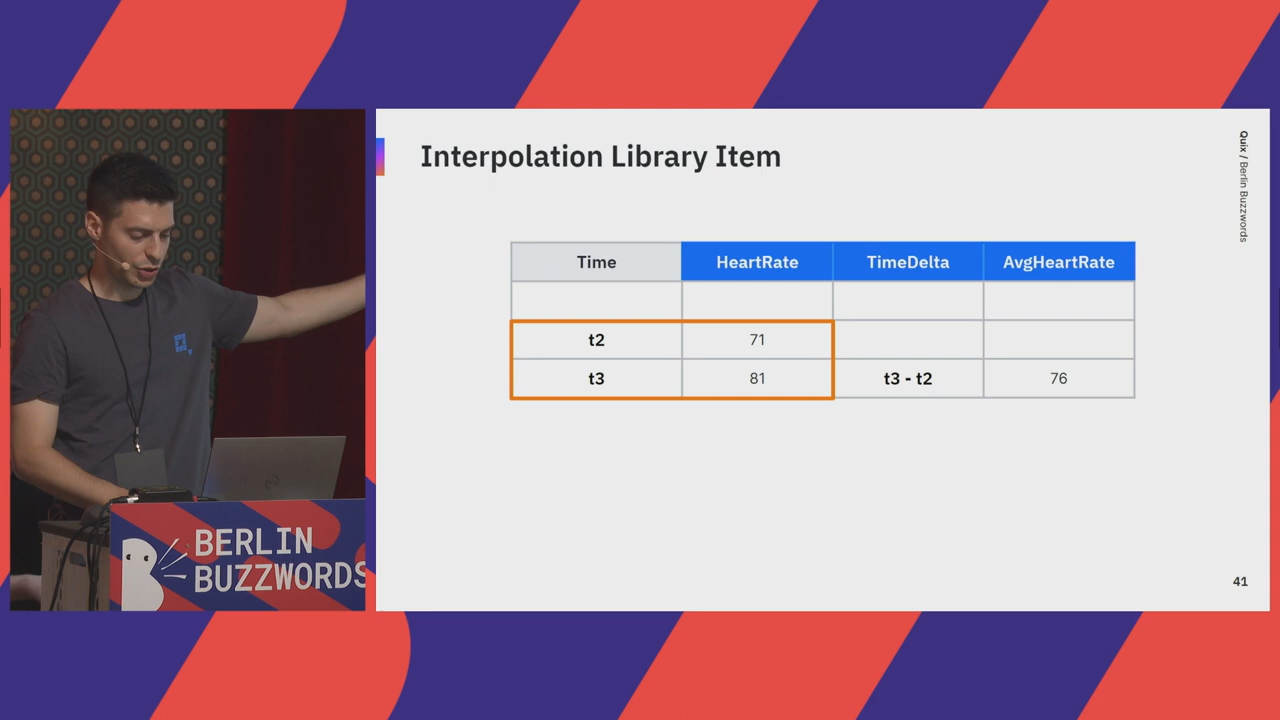 Interpolation Library Item
Quix / Berlin Buzzwords
Time HeartRate TimeDelta AvgHeartRate
t2 71
t3 81 t3 - t2 76
41
BERLIN
BUZZWORDS